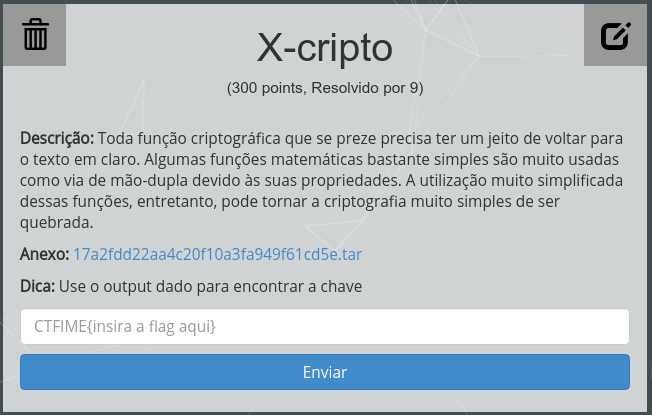 X-cripto
(300 points, Resolvido por 9)
Descrição: Toda função criptográfica que se preze precisa ter um jeito de voltar para
o texto em claro. Algumas funções matemáticas bastante simples são muito usadas
como via de mão-dupla devido às suas propriedades. A utilização muito simplificada
dessas funções, entretanto, pode tornar a criptografia muito simples de ser
quebrada.
Anexo: 17a2fdd22aa4c20f10a3fa949f61cd5e.tar
Dica: Use o output dado para encontrar a chave
CTFIME{insira a flag aqui}
Enviar